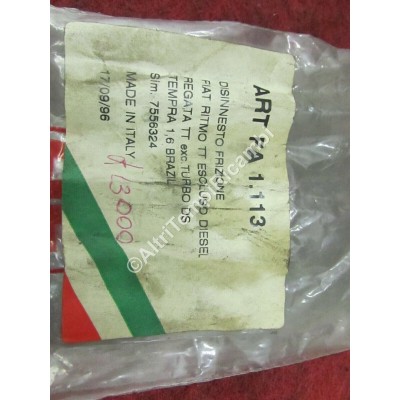 ART RA 1.113
DISINNESTO FRIZIONE
FIAT RITMO TT ESCLUSO DIESEL
REGATA TT exc.TURBO DS
TEMPRA 1.6 BRAZIL
Sim. 7556324
MADE IN ITALY
17/09/96
13000